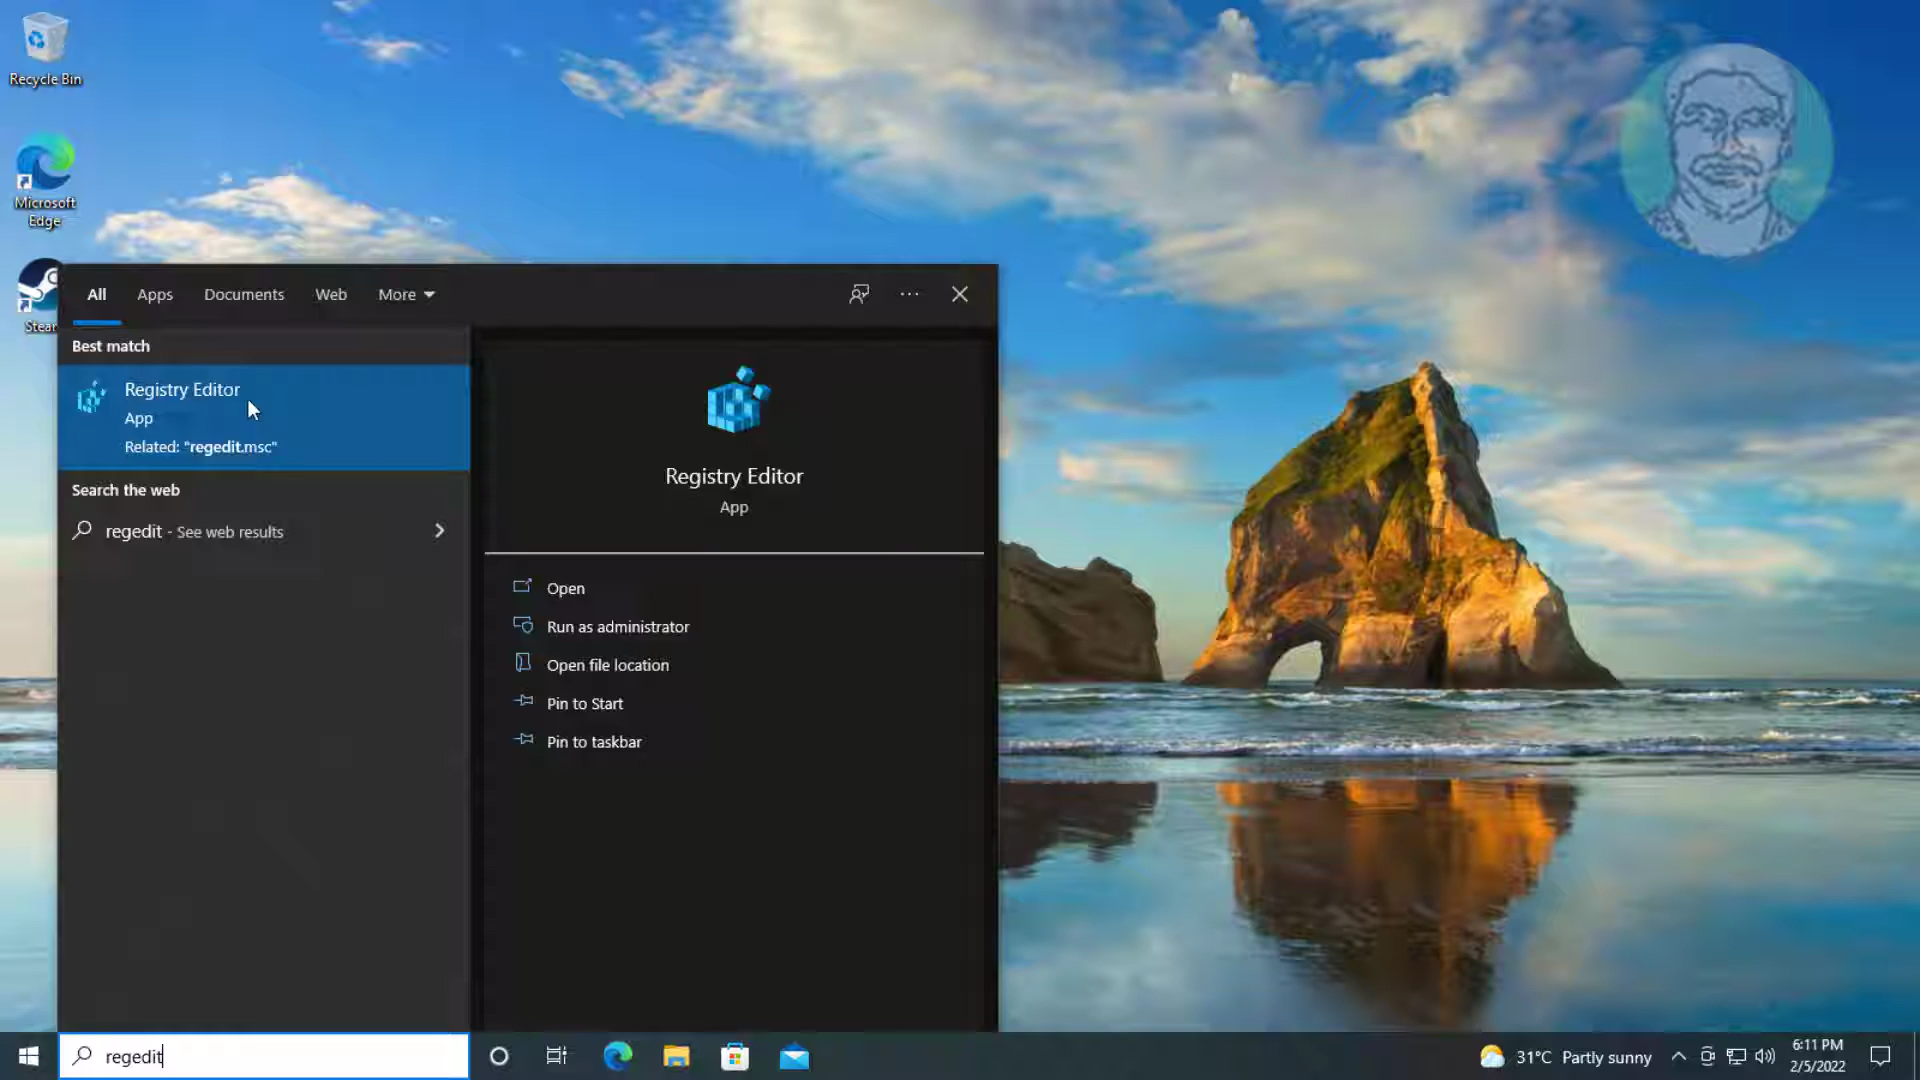 Recycle Bin
Microsoft
Edge
Stear
All Apps Documents Web More
Best match
Registry Editor
App
Related: "regedit.msc"
Search the web
regedit - See web results
Registry Editor
App
Open
Run as administrator
Open file location
Pin to Start
Pin to taskbar
regedit
31°C Partly sunny
6:11 PM
2/5/2022